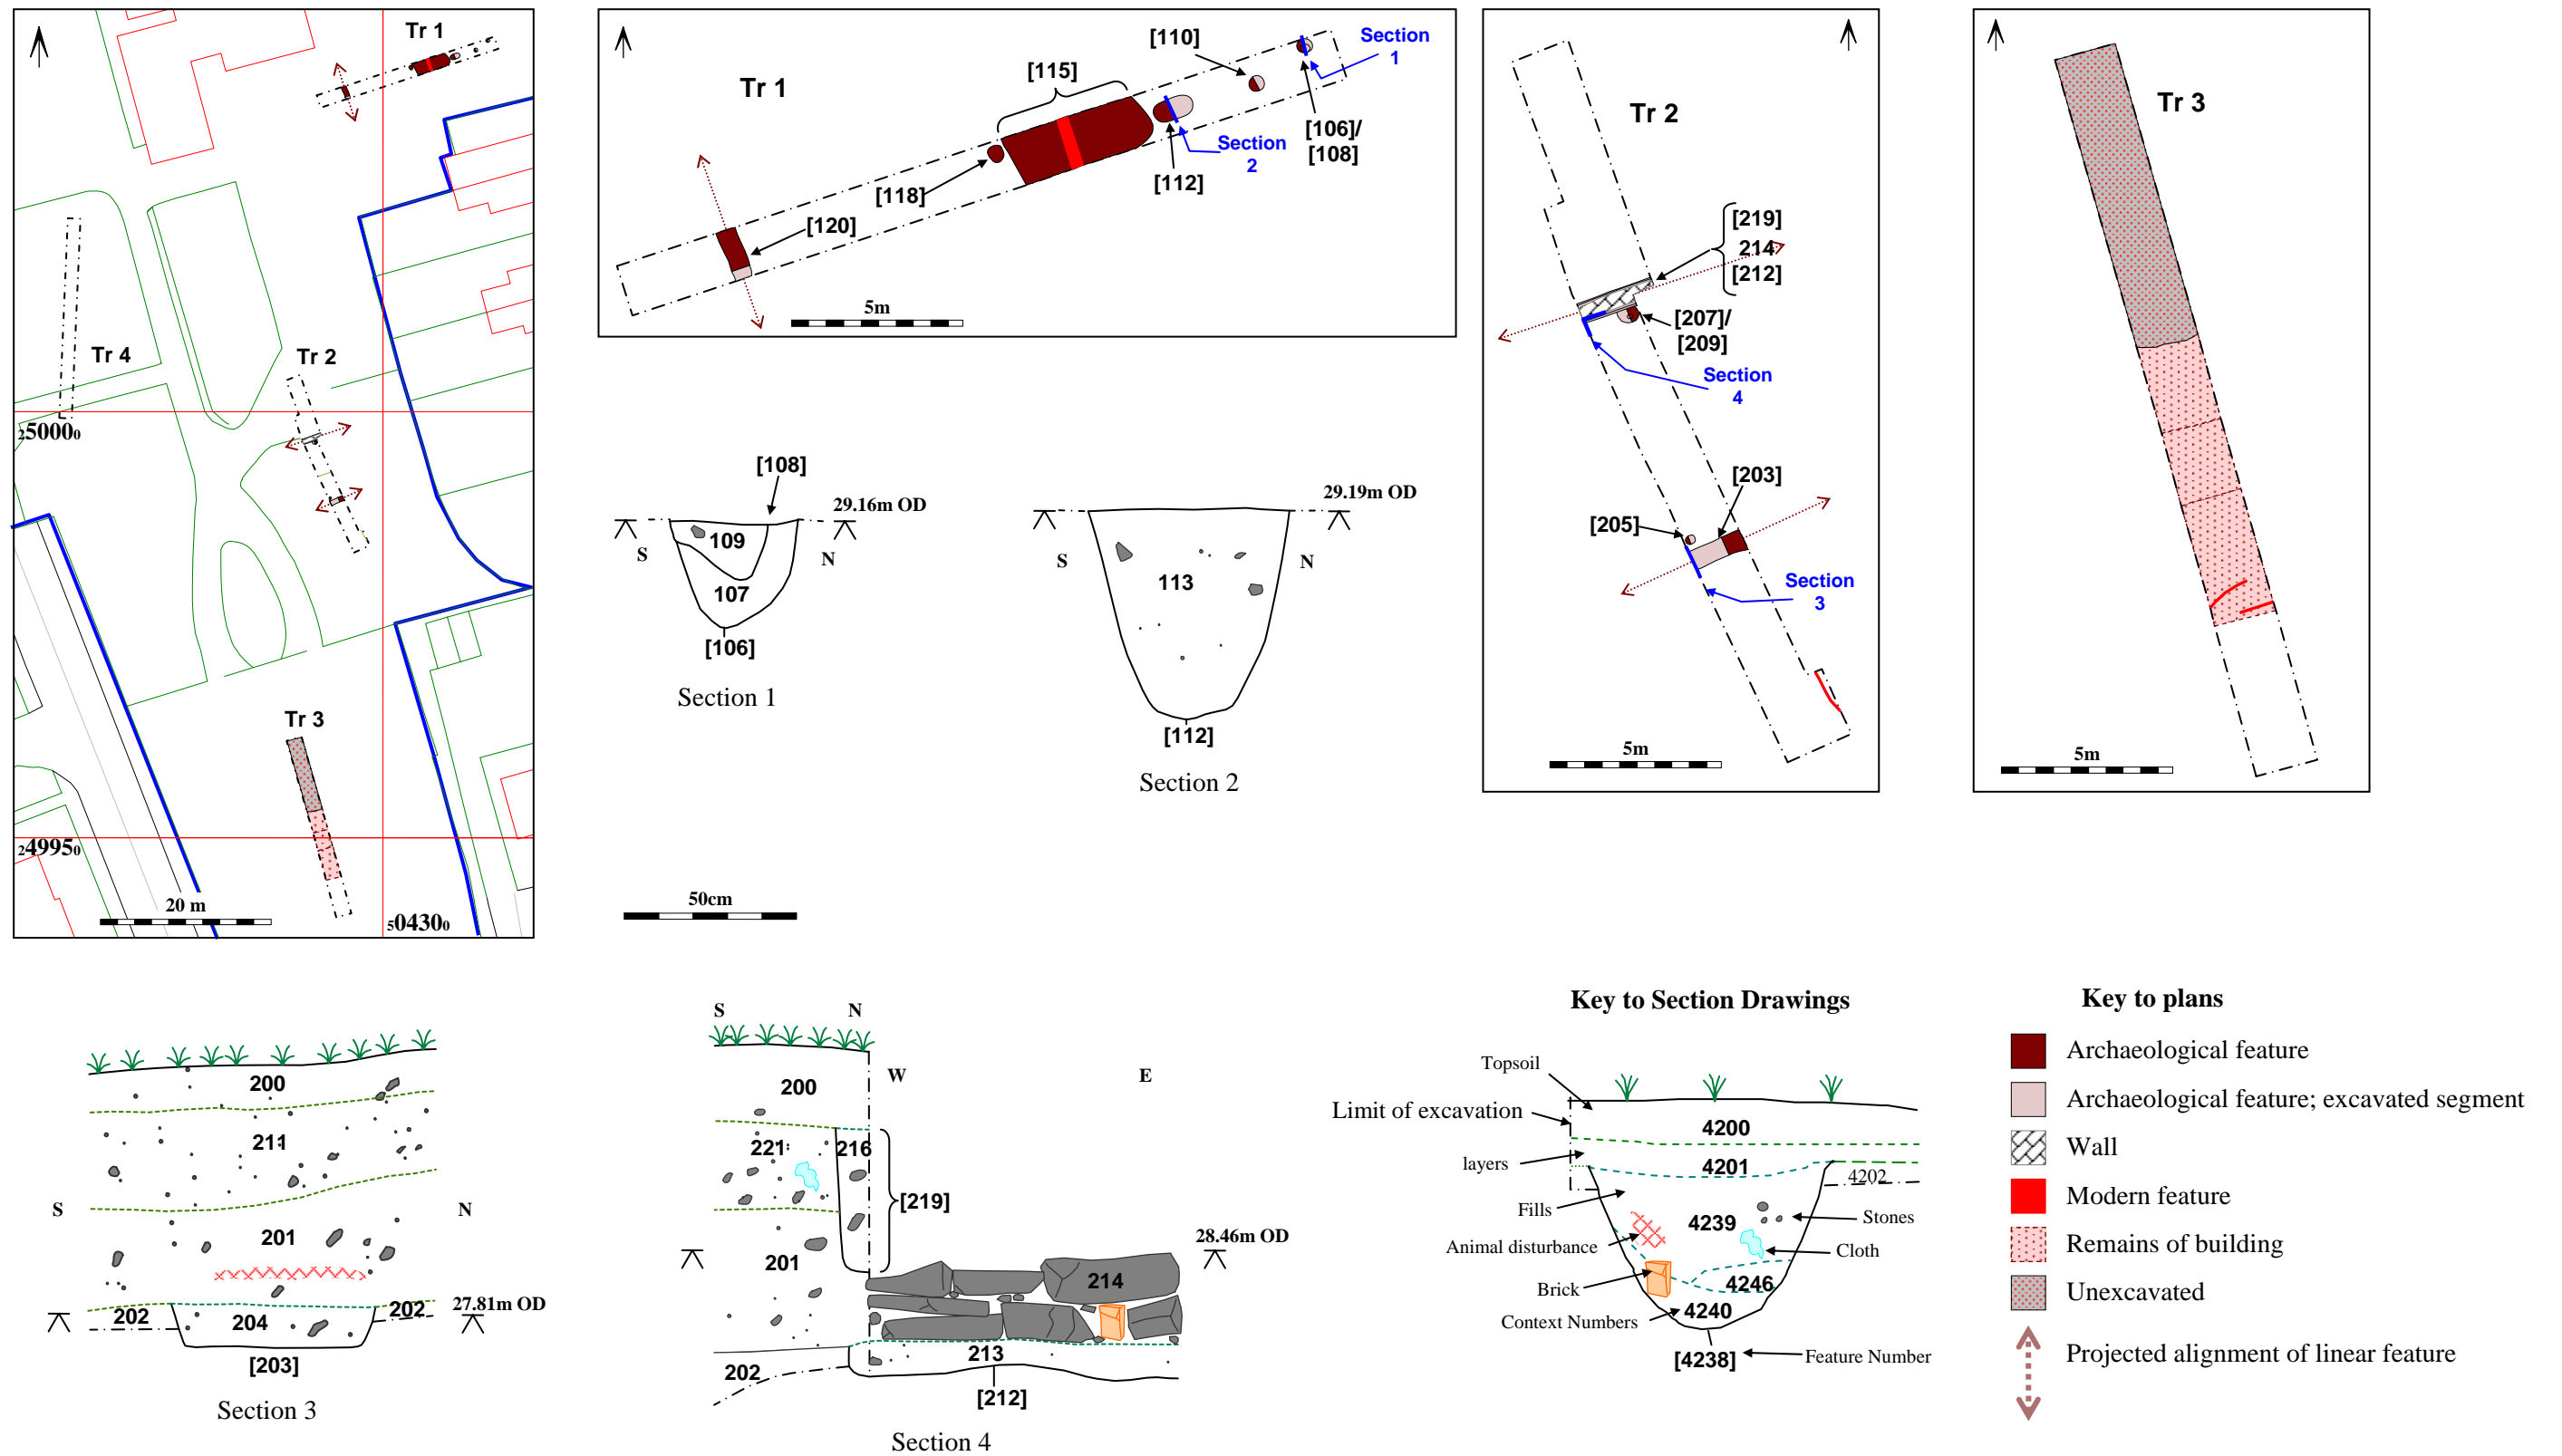 Tr 1
Tr 4
Tr 2
250000
Tr 3
249950
20 m
504300
Tr 1
[115]
[110]
Section
1
[106]/
[108]
Section
2
[112]
[118]
[120]
5m
[108]
29.16m OD
S
N
109
107
[106]
Section 1
29.19m OD
S
N
113
[112]
Section 2
50cm
Tr 2
[219]
214
[212]
[207]/
[209]
Section
4
[203]
[205]
Section
3
5m
Tr 3
5m
200
211
S
N
201
202
204
202
27.81m OD
[203]
Section 3
S
N
W
E
200
221
216
[219]
201
28.46m OD
214
213
202
[212]
Section 4
Key to Section Drawings
Topsoil
Limit of excavation
4200
layers
4201
4202
Fills
4239
Stones
Animal disturbance
Cloth
Brick
4246
4240
Context Numbers
[4238]
Feature Number
Key to plans
Archaeological feature
Archaeological feature; excavated segment
Wall
Modern feature
Remains of building
Unexcavated
Projected alignment of linear feature